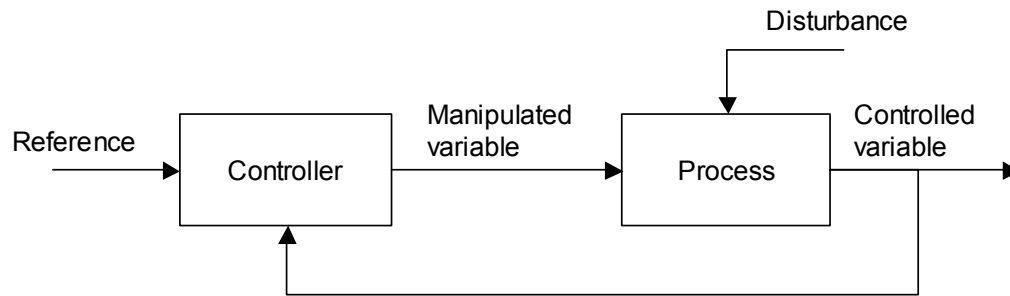 Disturbance
Reference
Controller
Manipulated
variable
Process
Controlled
variable